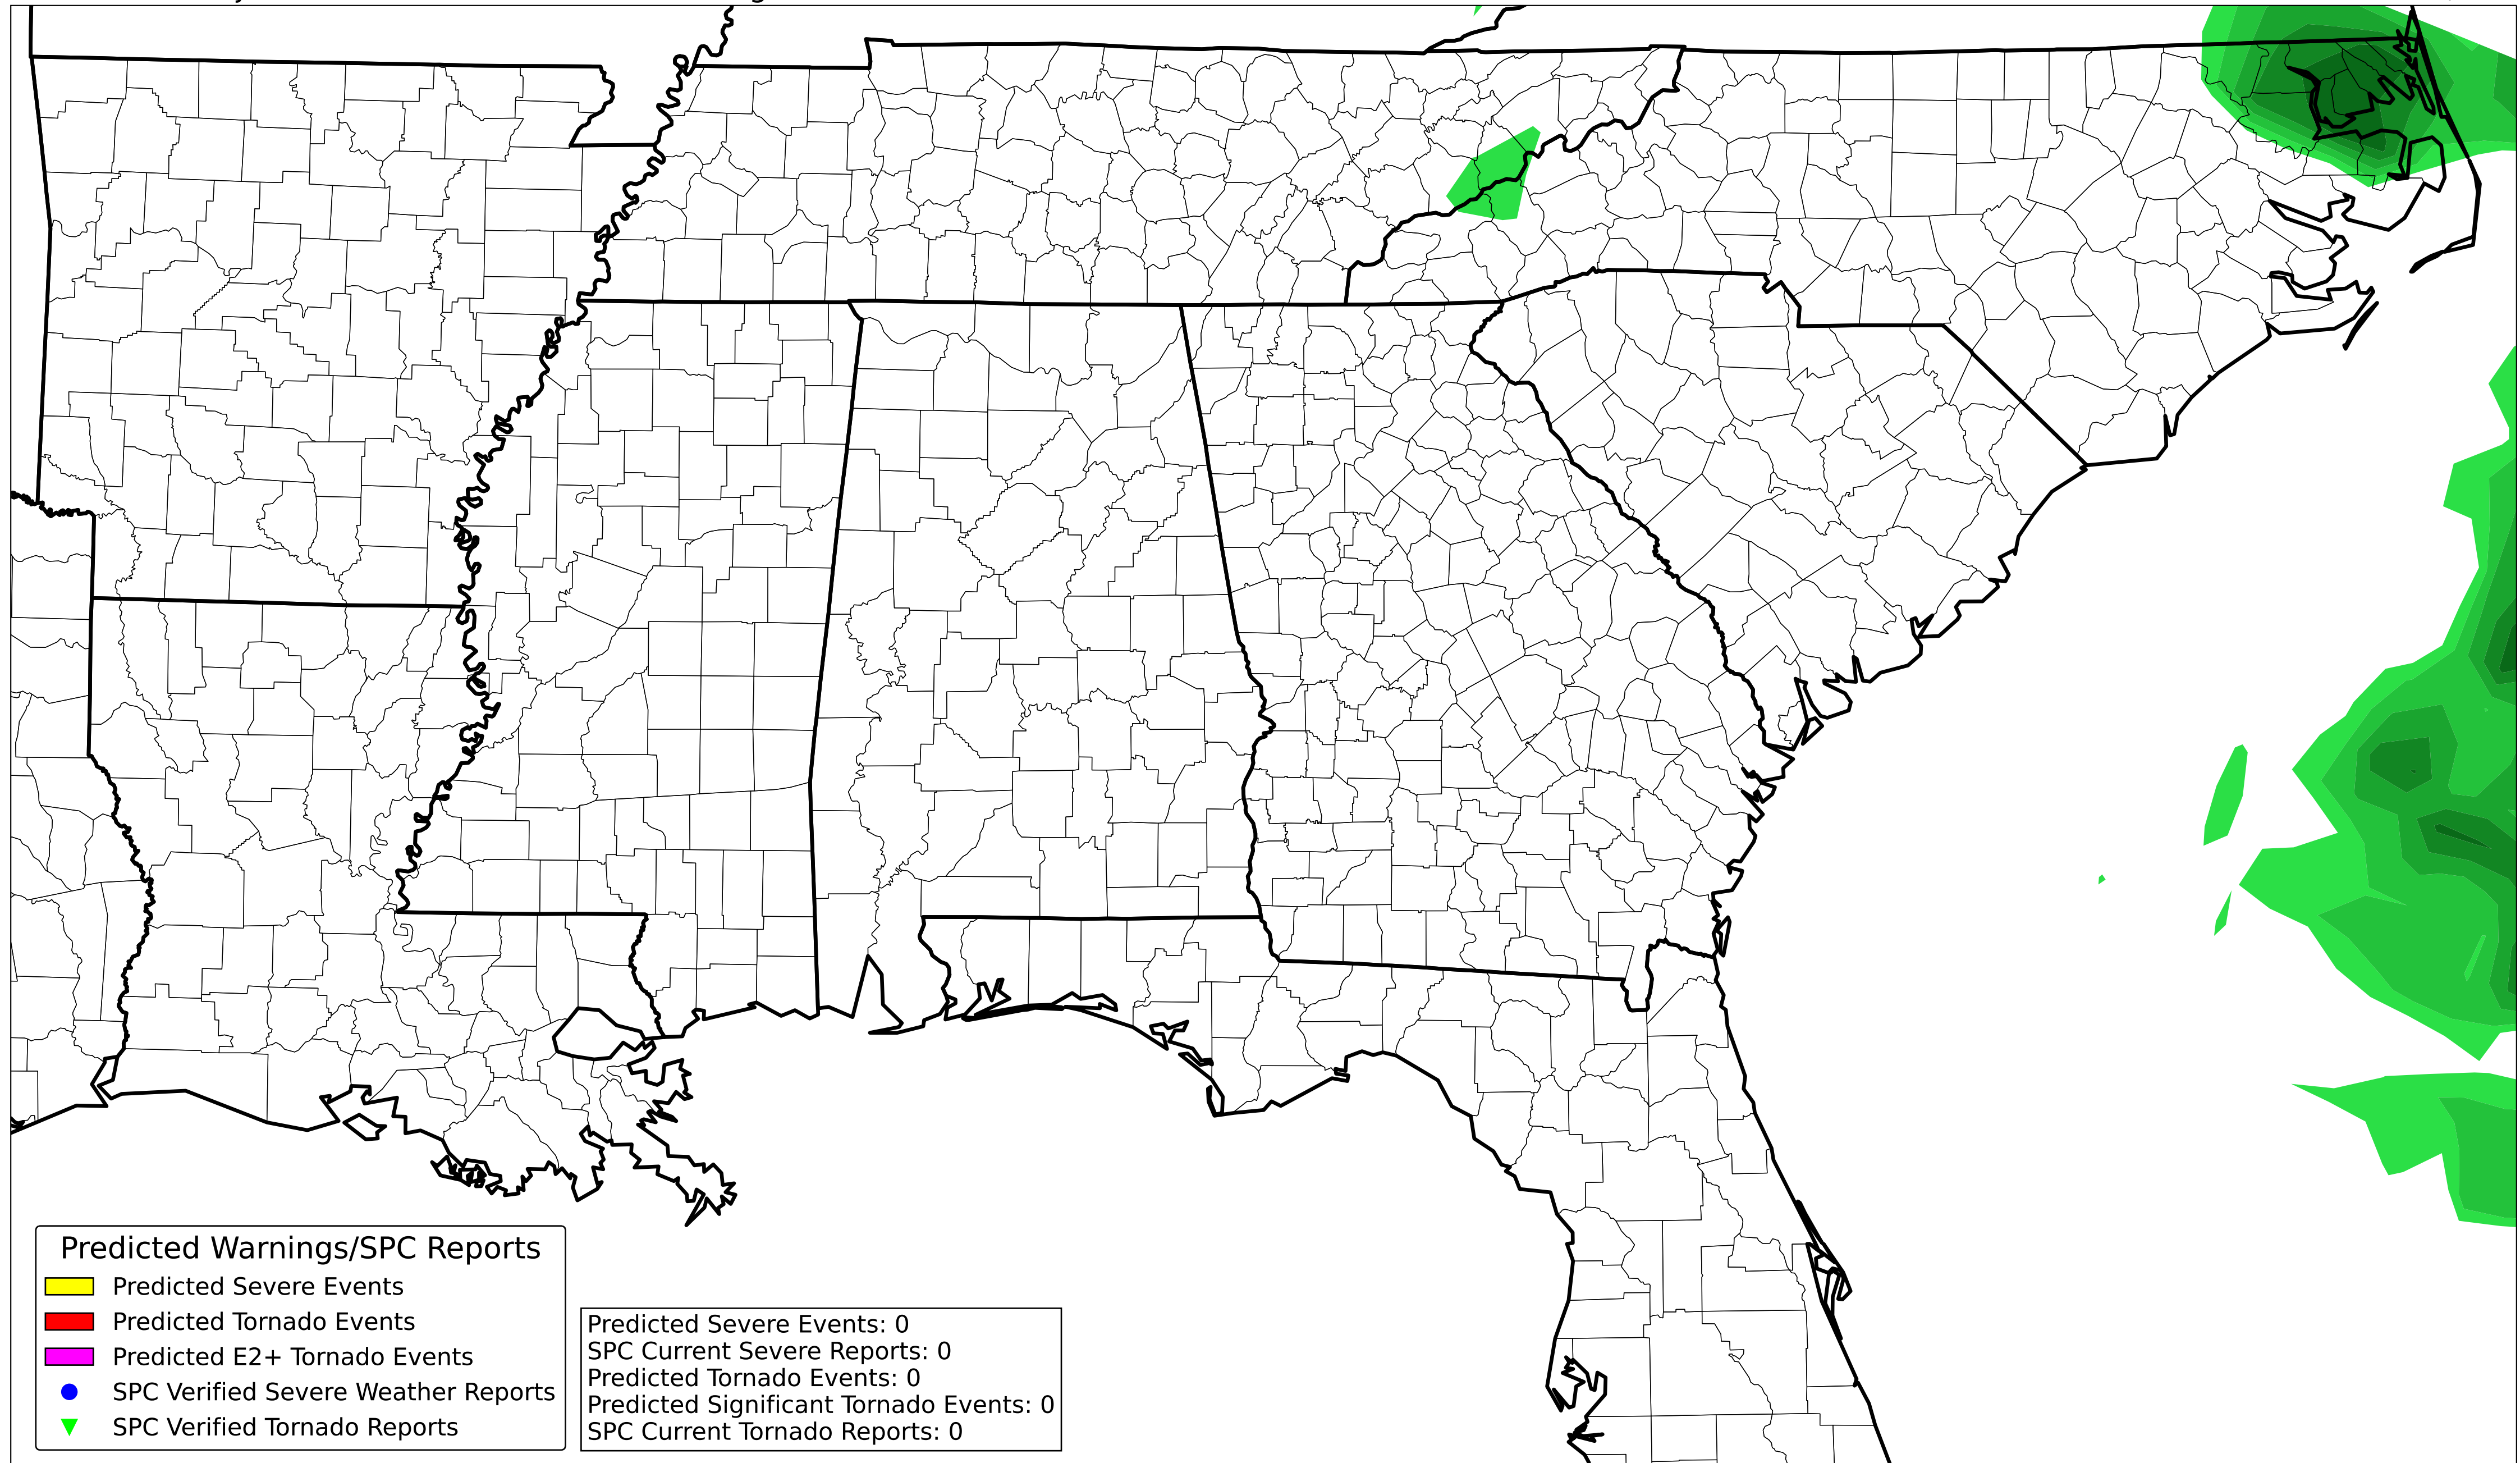 Predicted Warnings/SPC Reports
Predicted Severe Events
Predicted Tornado Events
Predicted E2+ Tornado Events
SPC Verified Severe Weather Reports
SPC Verified Tornado Reports
Predicted Severe Events: 0
SPC Current Severe Reports: 0
Predicted Tornado Events: 0
Predicted Significant Tornado Events: 0
SPC Current Tornado Reports: 0